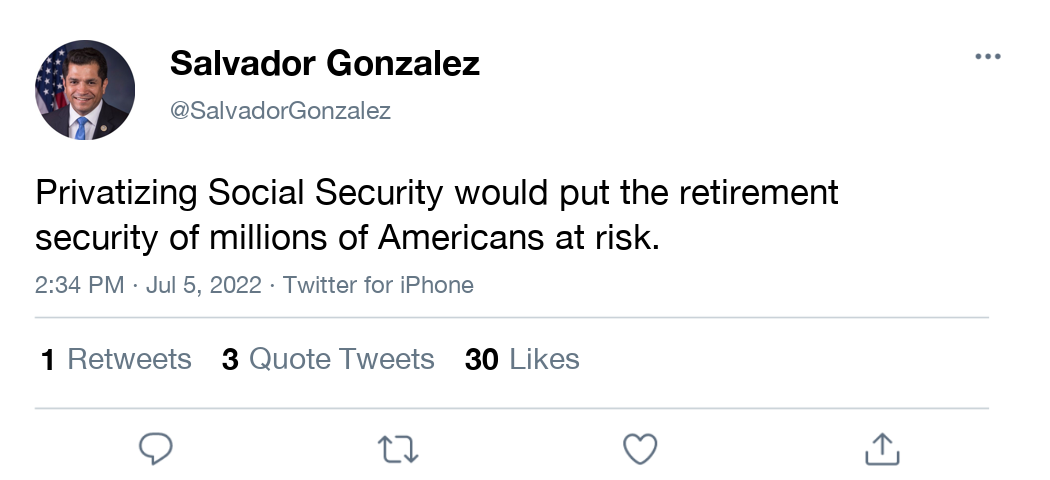 Salvador Gonzalez
@SalvadorGonzalez
Privatizing Social Security would put the retirement
security of millions of Americans at risk.
2:34 PM · Jul 5, 2022 · Twitter for iPhone
1 Retweets 3 Quote Tweets 30 Likes